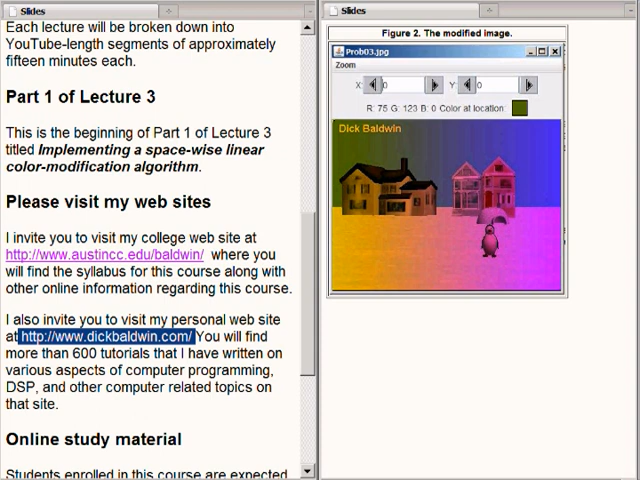 Slides
Each lecture will be broken down into
YouTube-length segments of approximately
fifteen minutes each.
Part 1 of Lecture 3
This is the beginning of Part 1 of Lecture 3
titled Implementing a space-wise linear
color-modification algorithm.
Please visit my web sites
I invite you to visit my college web site at
http://www.austincc.edu/baldwin/ where you
will find the syllabus for this course along with
other online information regarding this course.
I also invite you to visit my personal web site
at http://www.dickbaldwin.com/ You will find
more than 600 tutorials that I have written on
various aspects of computer programming,
DSP, and other computer related topics on
that site.
Online study material
Students enrolled in this course are expected
Slides
Figure 2. The modified image.
Prob03.jpg
Zoom
X: 0 Y: 0
R: 75 G: 123 B: 0 Color at location:
Dick Baldwin